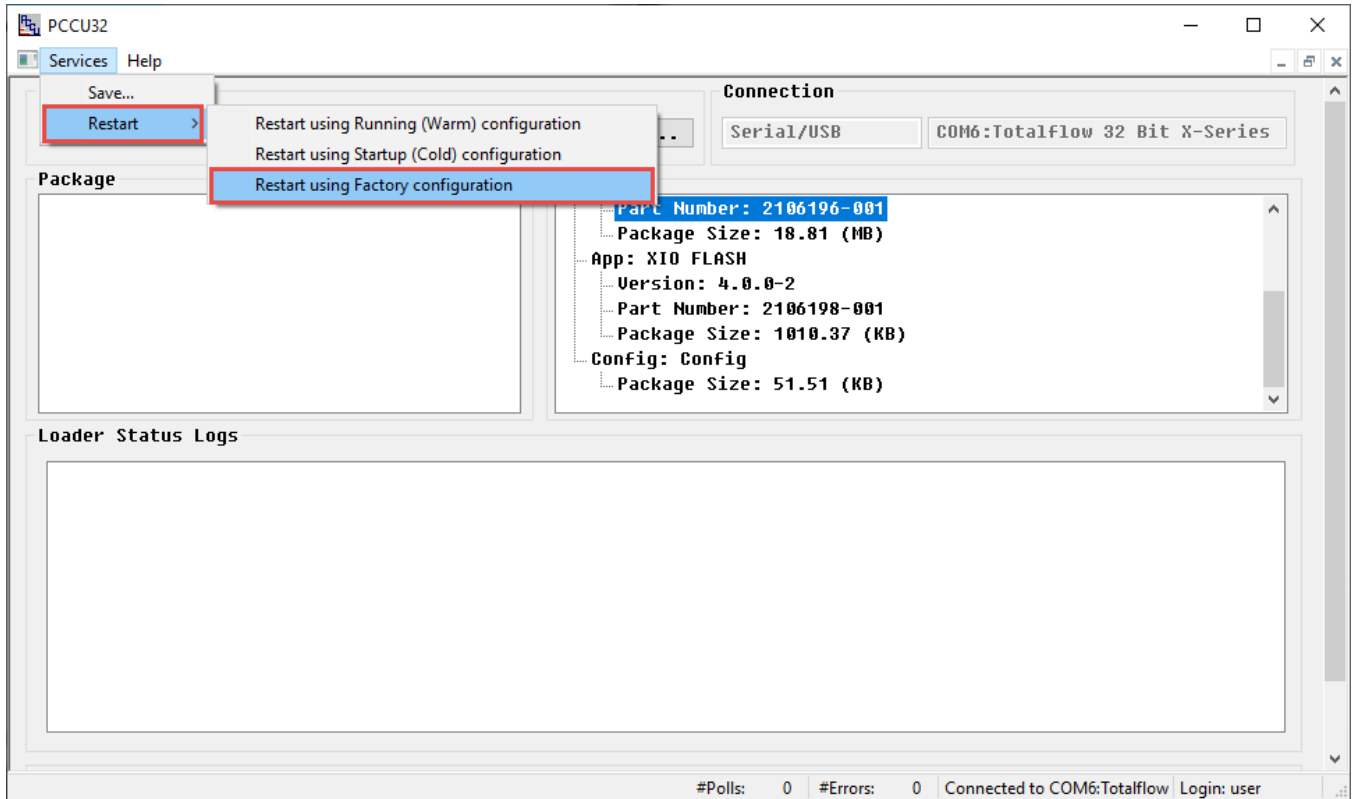 PCCU32
Services Help
Save...
Restart
Restart using Running (Warm) configuration
Restart using Startup (Cold) configuration
Restart using Factory configuration
..
Connection
Serial/USB
COM6:Totalflow 32 Bit X-Series
Package
Part Number: 2106196-001
Package Size: 18.81 (MB)
App: XIO FLASH
Version: 4.0.0-2
Part Number: 2106198-001
Package Size: 1010.37 (KB)
Config: Config
Package Size: 51.51 (KB)
Loader Status Logs
#Polls: 0 #Errors: 0 Connected to COM6:Totalflow Login: user